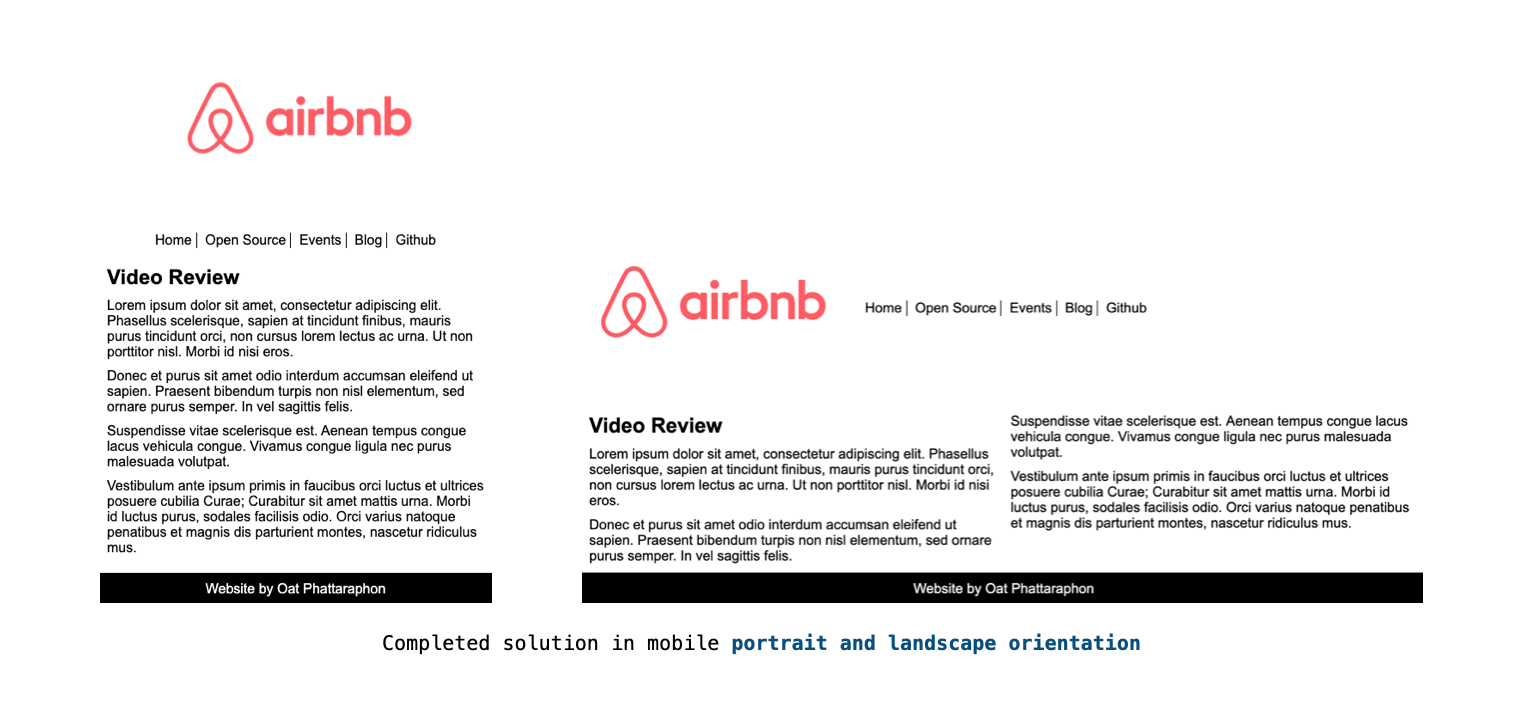 airbnb
Home | Open Source | Events | Blog | Github
Video Review
Lorem ipsum dolor sit amet, consectetur adipiscing elit.
Phasellus scelerisque, sapien at tincidunt finibus, mauris
purus tincidunt orci, non cursus lorem lectus ac urna. Ut non
porttitor nisl. Morbi id nisi eros.
Donec et purus sit amet odio interdum accumsan eleifend ut
sapien. Praesent bibendum turpis non nisl elementum, sed
ornare purus semper. In vel sagittis felis.
Suspendisse vitae scelerisque est. Aenean tempus congue
lacus vehicula congue. Vivamus congue ligula nec purus
malesuada volutpat.
Vestibulum ante ipsum primis in faucibus orci luctus et ultrices
posuere cubilia Curae; Curabitur sit amet mattis urna. Morbi
id luctus purus, sodales facilisis odio. Orci varius natoque
penatibus et magnis dis parturient montes, nascetur ridiculus
mus.
Website by Oat Phattaraphon
airbnb
Home | Open Source | Events | Blog | Github
Video Review
Lorem ipsum dolor sit amet, consectetur adipiscing elit. Phasellus
scelerisque, sapien at tincidunt finibus, mauris purus tincidunt orci,
non cursus lorem lectus ac urna. Ut non porttitor nisl. Morbi id nisi
eros.
Donec et purus sit amet odio interdum accumsan eleifend ut
sapien. Praesent bibendum turpis non nisl elementum, sed ornare
purus semper. In vel sagittis felis.
Suspendisse vitae scelerisque est. Aenean tempus congue lacus
vehicula congue. Vivamus congue ligula nec purus malesuada
volutpat.
Vestibulum ante ipsum primis in faucibus orci luctus et ultrices
posuere cubilia Curae; Curabitur sit amet mattis urna. Morbi id
luctus purus, sodales facilisis odio. Orci varius natoque penatibus
et magnis dis parturient montes, nascetur ridiculus mus.
Website by Oat Phattaraphon
Completed solution in mobile portrait and landscape orientation